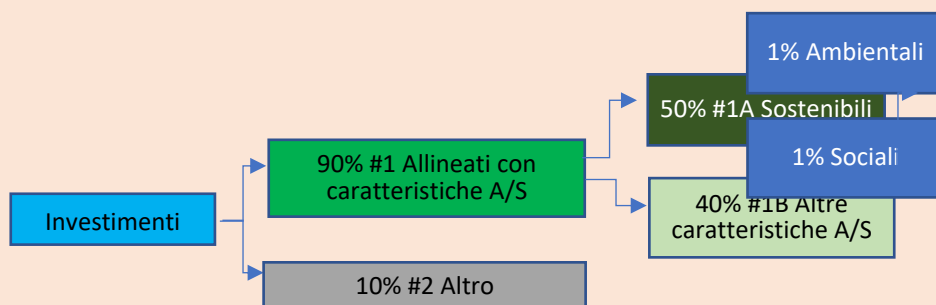 Investimenti
90% #1 Allineati con
caratteristiche A/S
10% #2 Altro
50% #1A Sostenibili
40% #1B Altre
caratteristiche A/S
1% Ambientali
1% Sociali